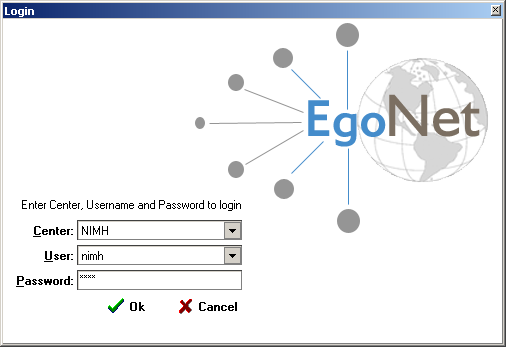 Login
EgoNet
Enter Center, Username and Password to login
Center: NIMH
User: nimh
Password: ****
Ok Cancel